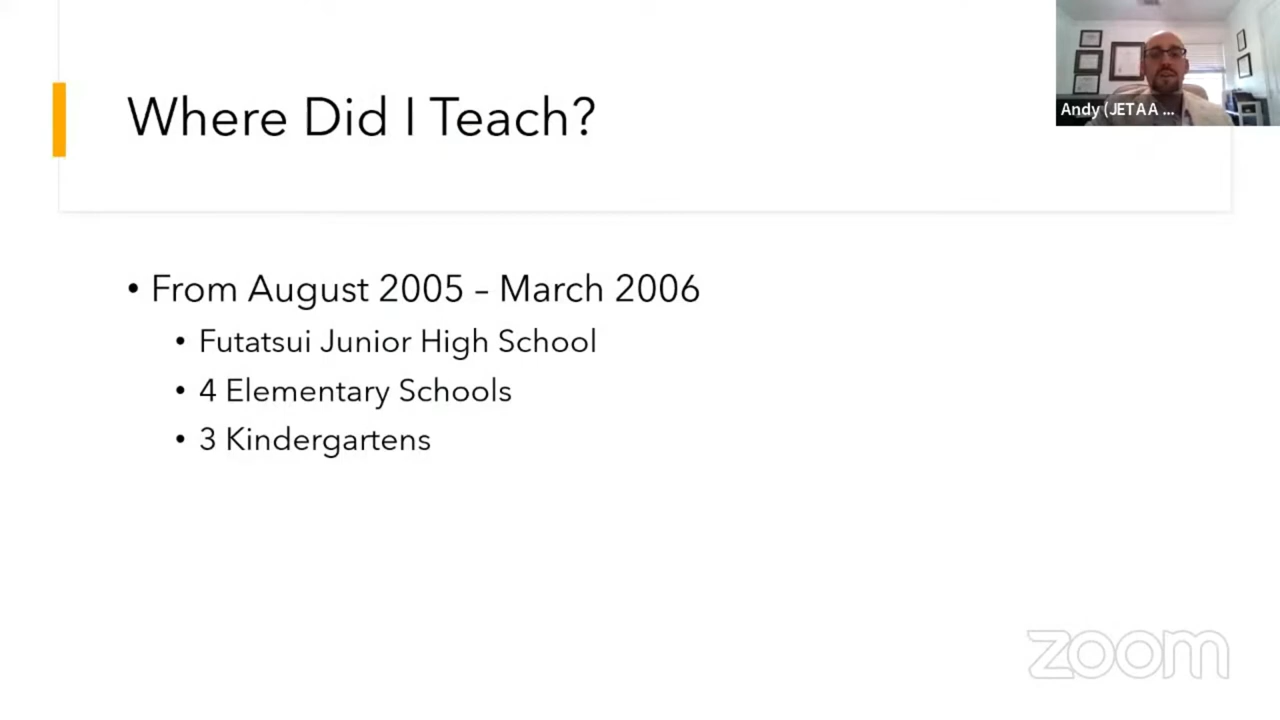 Where Did I Teach?
Andy (JETAA ...
• From August 2005 – March 2006
• Futatsui Junior High School
• 4 Elementary Schools
• 3 Kindergartens
zoom